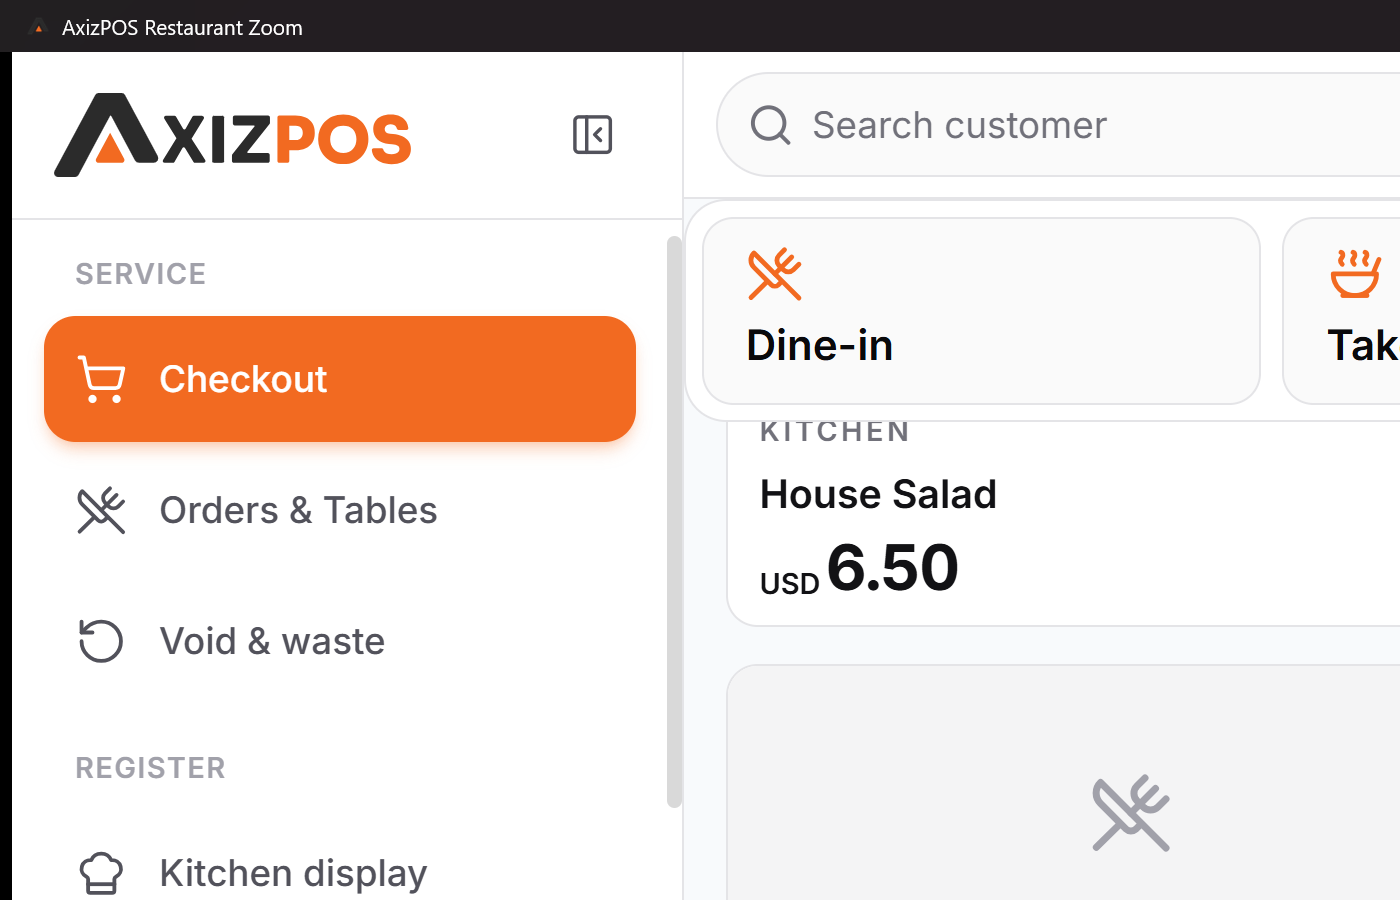 AxizPOS Restaurant Zoom
AXIZPOS
Search customer
SERVICE
Checkout
Orders & Tables
Void & waste
REGISTER
Kitchen display
Dine-in
Tak
KITCHEN
House Salad
USD 6.50